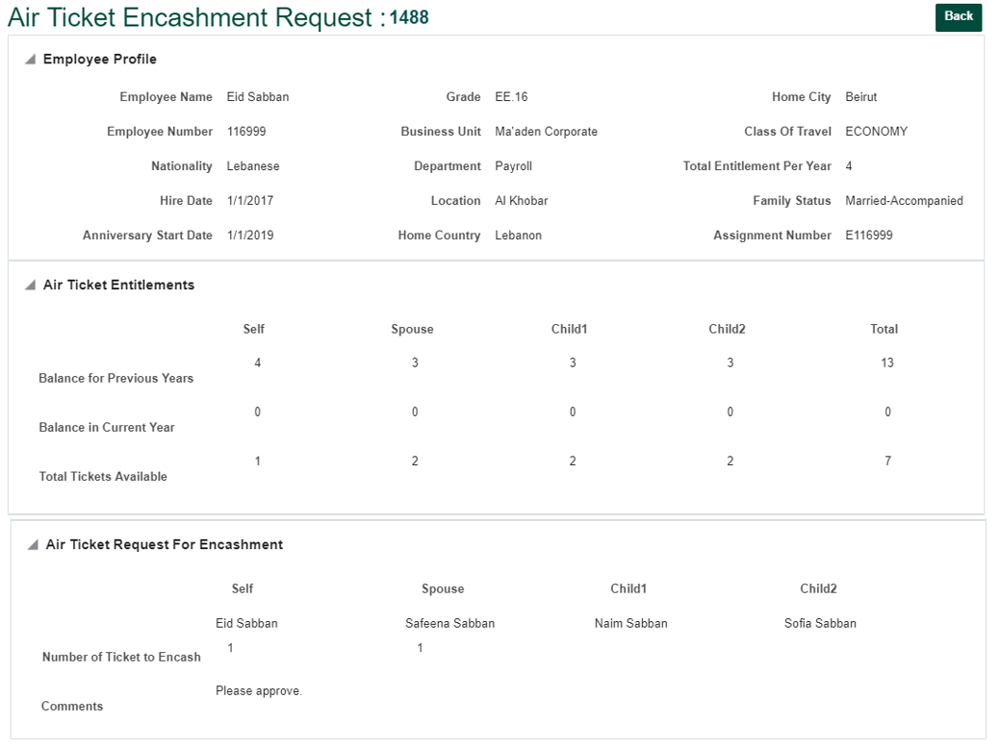 Air Ticket Encashment Request : 1488
Back
Employee Profile
Employee Name Eid Sabban Grade EE.16 Home City Beirut
Employee Number 116999 Business Unit Ma'aden Corporate Class Of Travel ECONOMY
Nationality Lebanese Department Payroll Total Entitlement Per Year 4
Hire Date 1/1/2017 Location Al Khobar Family Status Married-Accompanied
Anniversary Start Date 1/1/2019 Home Country Lebanon Assignment Number E116999
Air Ticket Entitlements
Self Spouse Child1 Child2 Total
Balance for Previous Years 4 3 3 3 13
Balance in Current Year 0 0 0 0 0
Total Tickets Available 1 2 2 2 7
Air Ticket Request For Encashment
Self Spouse Child1 Child2
Eid Sabban Safeena Sabban Naim Sabban Sofia Sabban
Number of Ticket to Encash 1 1
Comments Please approve.